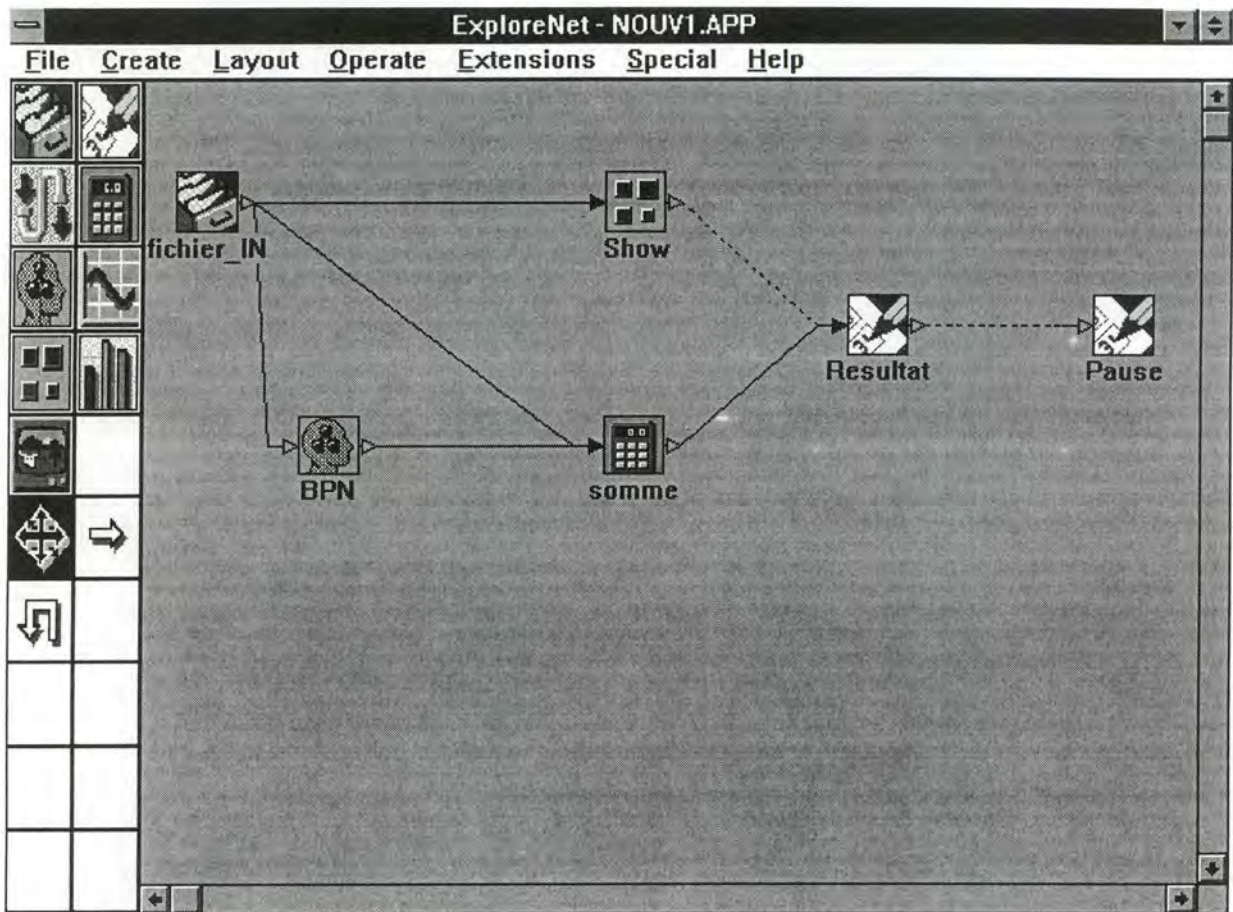 ExploreNet - NOUV1.APP
File Create Layout Operate Extensions Special Help
fichier_IN
Show
Resultat
Pause
BPN
somme